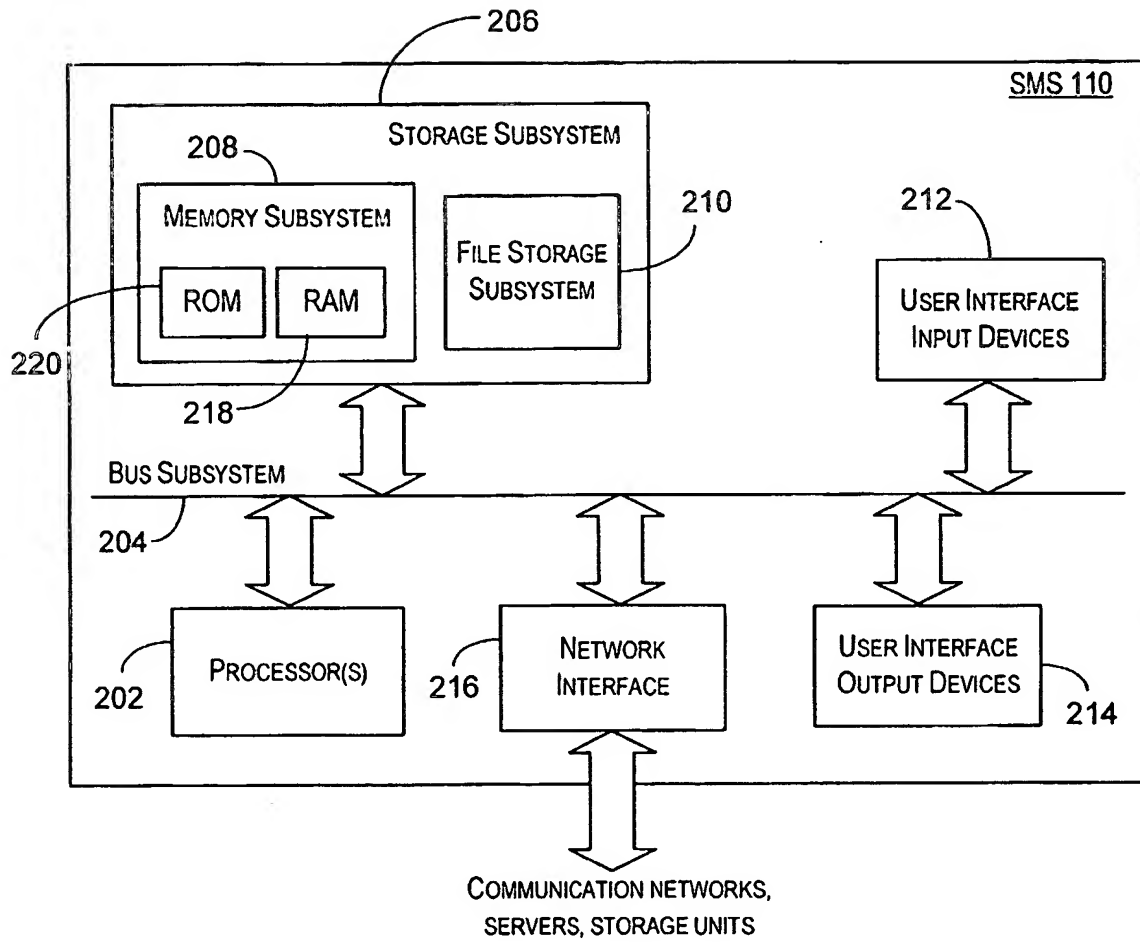 206
SMS 110
STORAGE SUBSYSTEM
208
MEMORY SUBSYSTEM
210
212
FILE STORAGE
SUBSYSTEM
ROM
RAM
USER INTERFACE
INPUT DEVICES
220
218
BUS SUBSYSTEM
204
PROCESSOR(S)
202
NETWORK
INTERFACE
216
USER INTERFACE
OUTPUT DEVICES
214
COMMUNICATION NETWORKS,
SERVERS, STORAGE UNITS